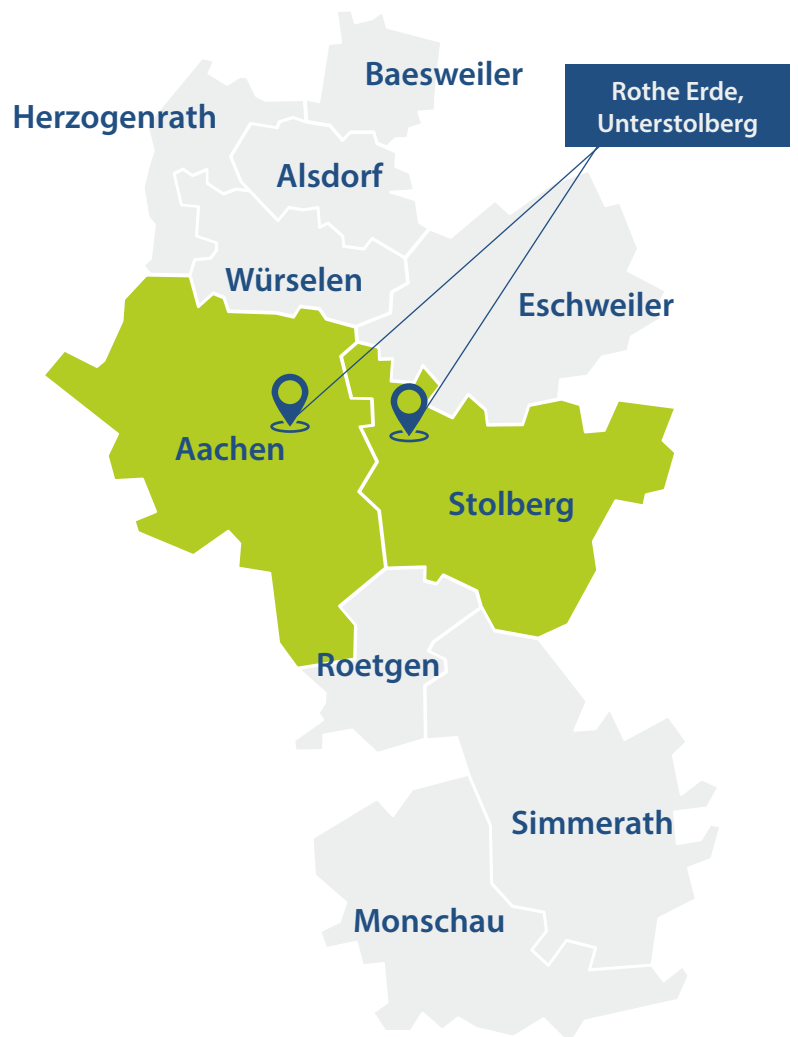 Baesweiler
Rothe Erde,
Unterstolberg
Herzogenrath
Alsdorf
Würselen
Eschweiler
Aachen
Stolberg
Roetgen
Simmerath
Monschau